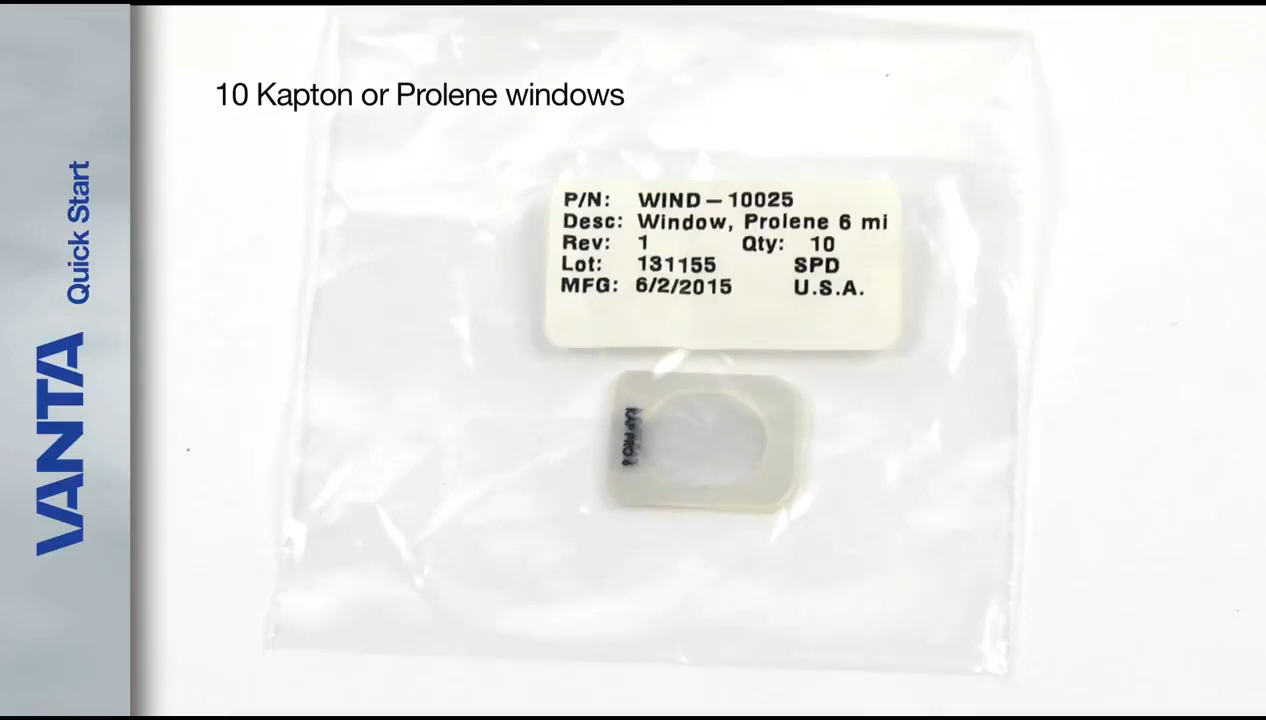 10 Kapton or Prolene windows
P/N: WIND-10025
Desc: Window, Prolene 6 mi
Rev: 1 Qty: 10
Lot: 131155 SPD
MFG: 6/2/2015 U.S.A.
VANTA Quick Start